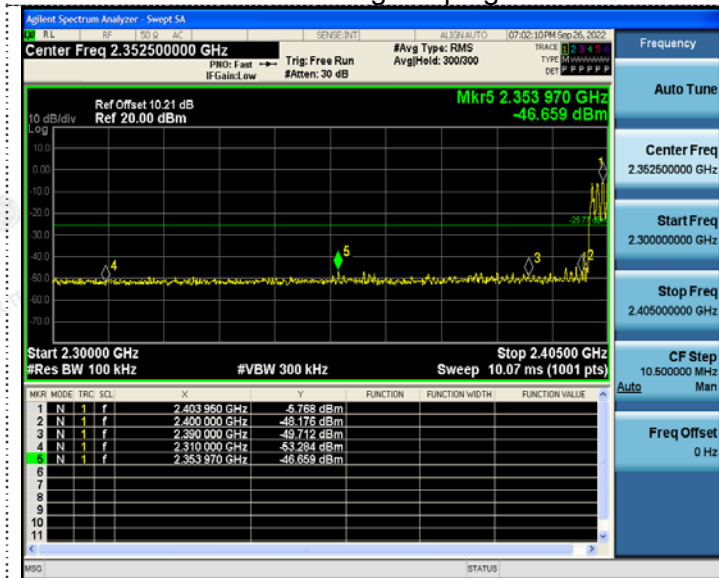 Agilent Spectrum Analyzer - Swept SA
RL RF 50 Ω AC SENSE:INT ALIGN AUTO 07:02:10 PM Sep 26, 2022
Center Freq 2.352500000 GHz
PNO: Fast
IFGain:Low
Trig: Free Run
#Atten: 30 dB
#Avg Type: RMS
Avg|Hold: 300/300
TRACE 1 2 3 4 5 6
TYPE M
DET P P P P P P
Mkr5 2.353 970 GHz
-46.659 dBm
Ref Offset 10.21 dB
10 dB/div Ref 20.00 dBm
Log
10.0
0.00
-10.0
-20.0
-30.0
-40.0
-50.0
-60.0
-70.0
1
2
3
4
5
Start 2.30000 GHz Stop 2.40500 GHz
#Res BW 100 kHz #VBW 300 kHz Sweep 10.07 ms (1001 pts)
MKR MODE TRC SCL X Y FUNCTION FUNCTION WIDTH FUNCTION VALUE
1 N 1 f 2.403 950 GHz -5.768 dBm
2 N 1 f 2.400 000 GHz -48.176 dBm
3 N 1 f 2.390 000 GHz -49.712 dBm
4 N 1 f 2.310 000 GHz -53.284 dBm
5 N 1 f 2.353 970 GHz -46.659 dBm
6
7
8
9
10
11
MSG STATUS
Frequency
Auto Tune
Center Freq
2.352500000 GHz
Start Freq
2.300000000 GHz
Stop Freq
2.405000000 GHz
CF Step
10.500000 MHz
Auto Man
Freq Offset
0 Hz